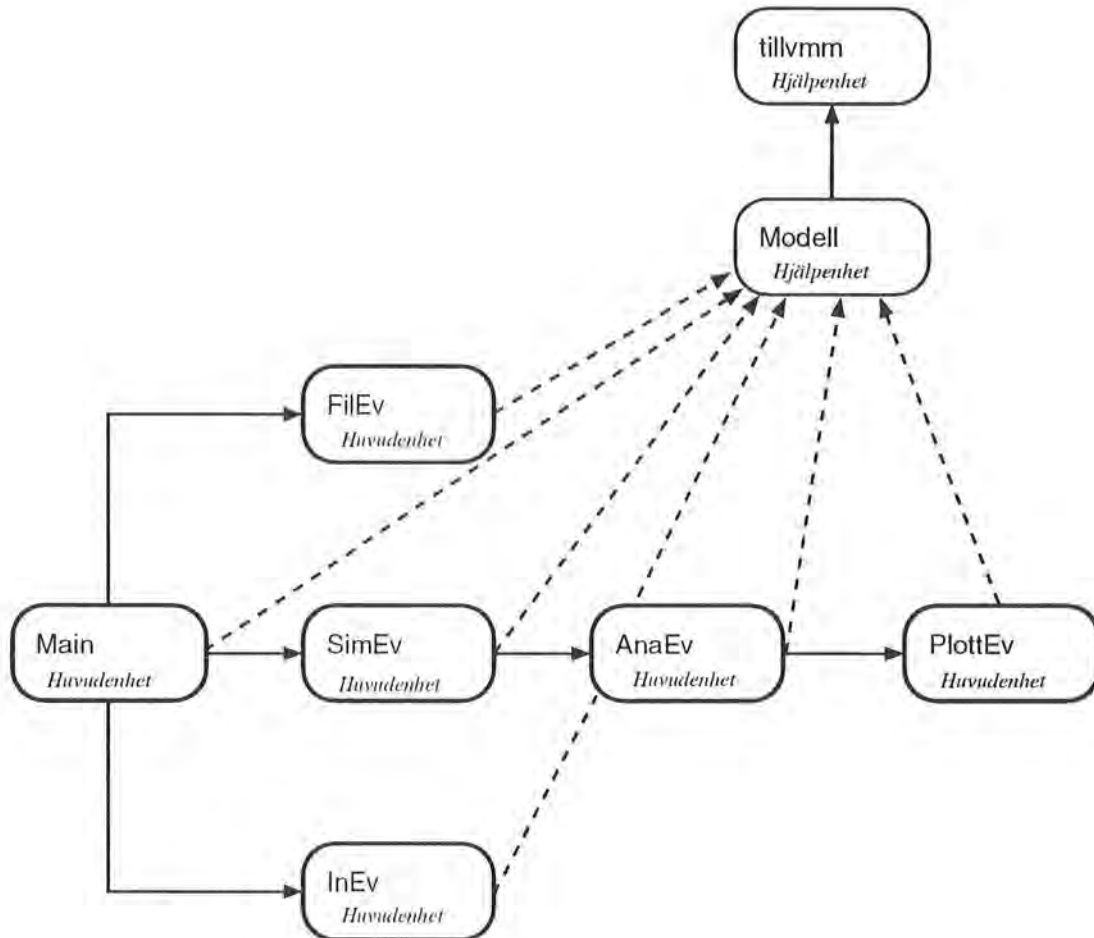 tillvmm
Hjälpenhet
Modell
Hjälpenhet
FilEv
Huvudenhet
Main
Huvudenhet
SimEv
Huvudenhet
AnaEv
Huvudenhet
PlottEv
Huvudenhet
InEv
Huvudenhet